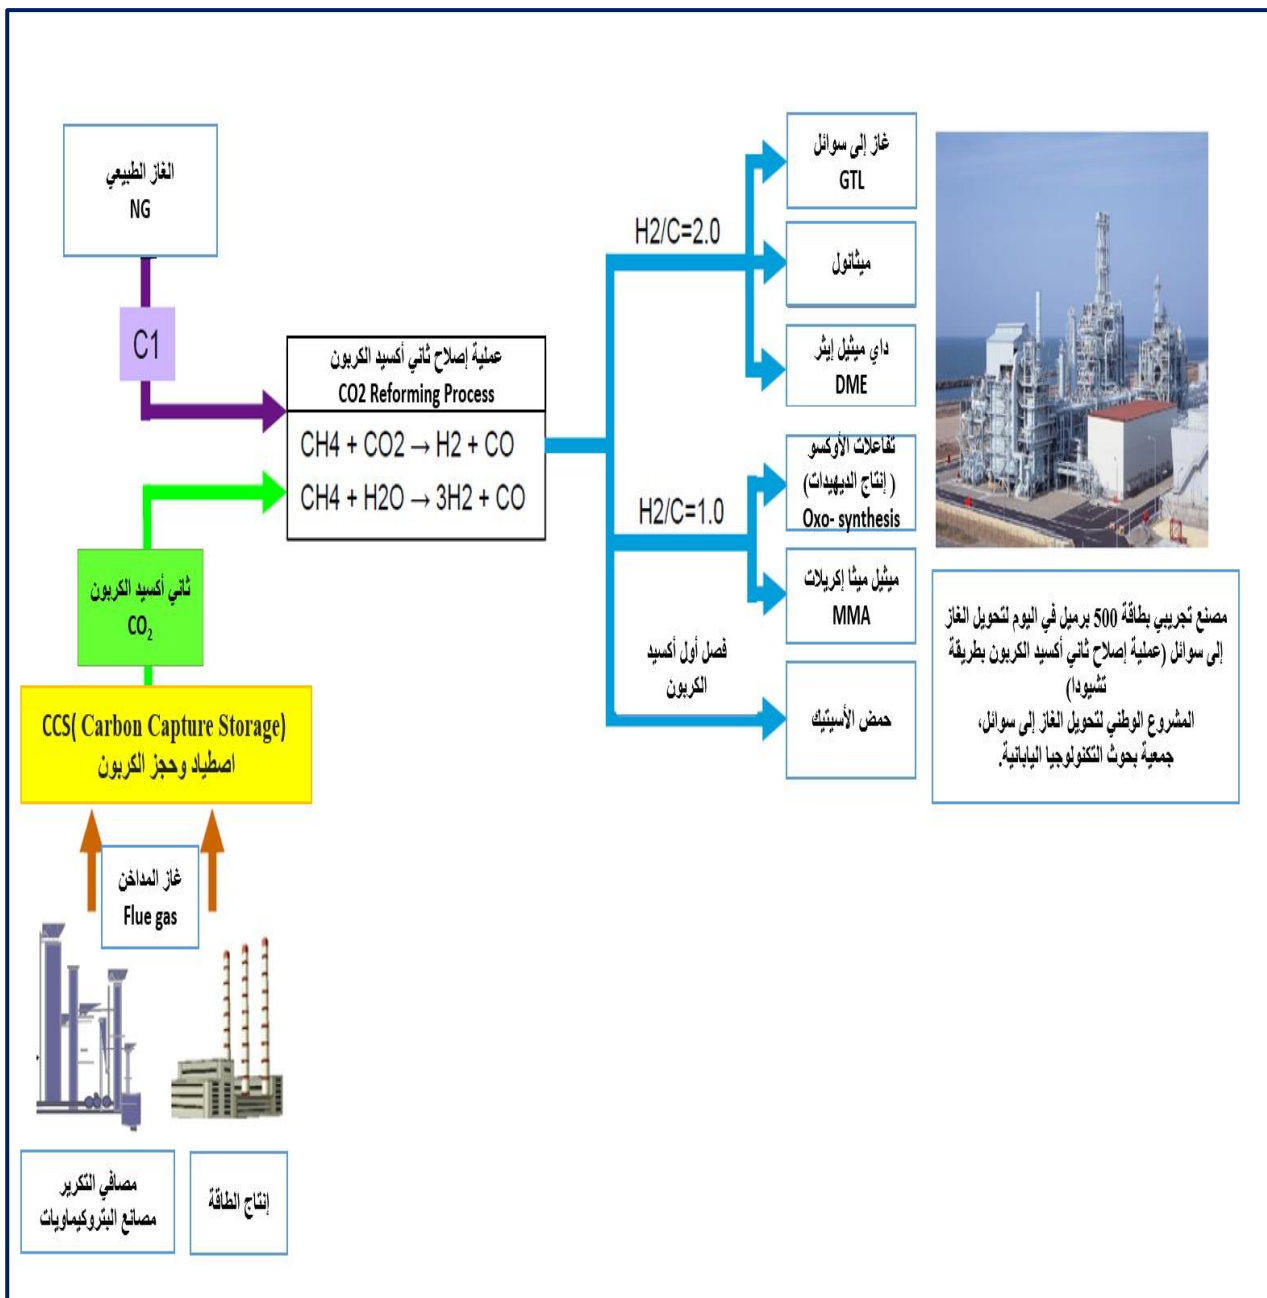 الغاز الطبيعي
NG
C1
عملية إصلاح ثاني أكسيد الكربون
CO2 Reforming Process
CH4 + CO2 → H2 + CO
CH4 + H2O → 3H2 + CO
ثاني أكسيد الكربون
CO₂
CCS( Carbon Capture Storage)
اصطياد وحجز الكربون
غاز المداخن
Flue gas
مصافي التكرير
مصانع البتروكيماويات
إنتاج الطاقة
H2/C=2.0
غاز إلى سوائل
GTL
ميثانول
داي ميثيل إيثر
DME
H2/C=1.0
تفاعلات الأوكسو
( إنتاج الديهيدات)
Oxo- synthesis
ميثيل ميثا إكريلات
MMA
فصل أول أكسيد
الكربون
حمض الأسيتيك
مصنع تجريبي بطاقة 500 برميل في اليوم لتحويل الغاز
إلى سوائل (عملية إصلاح ثاني أكسيد الكربون بطريقة
تشيودا)
المشروع الوطني لتحويل الغاز إلى سوائل،
جمعية بحوث التكنولوجيا اليابانية.